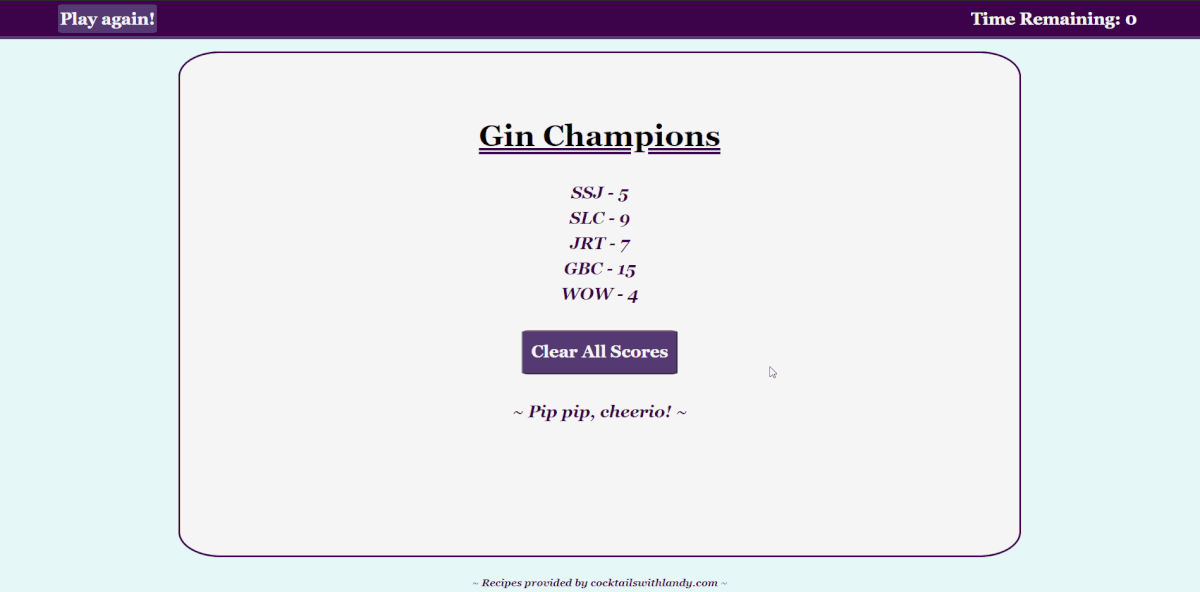 Play again!
Time Remaining: 0
Gin Champions
SSJ - 5
SLC - 9
JRT - 7
GBC - 15
WOW - 4
Clear All Scores
~ Pip pip, cheerio! ~
~ Recipes provided by cocktailswithlandy.com ~